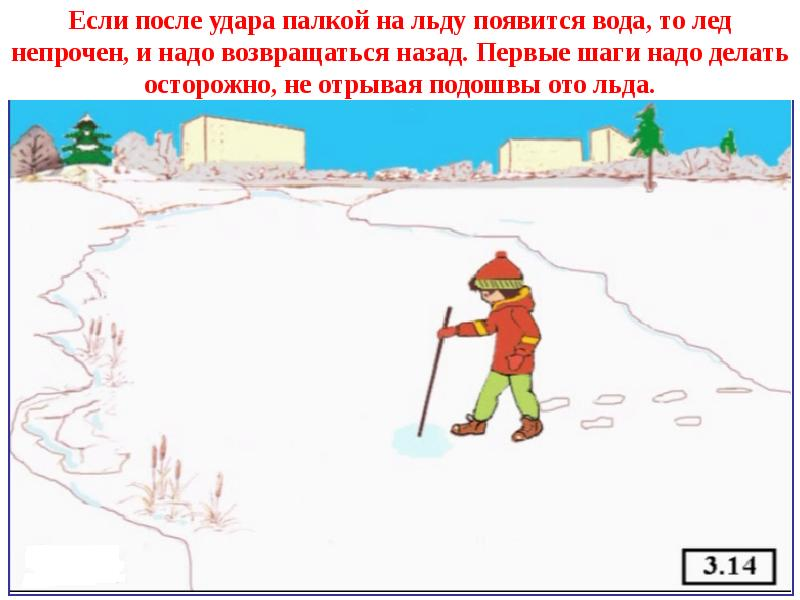 Если после удара палкой на льду появится вода, то лед
непрочен, и надо возвращаться назад. Первые шаги надо делать
осторожно, не отрывая подошвы ото льда.
3.14